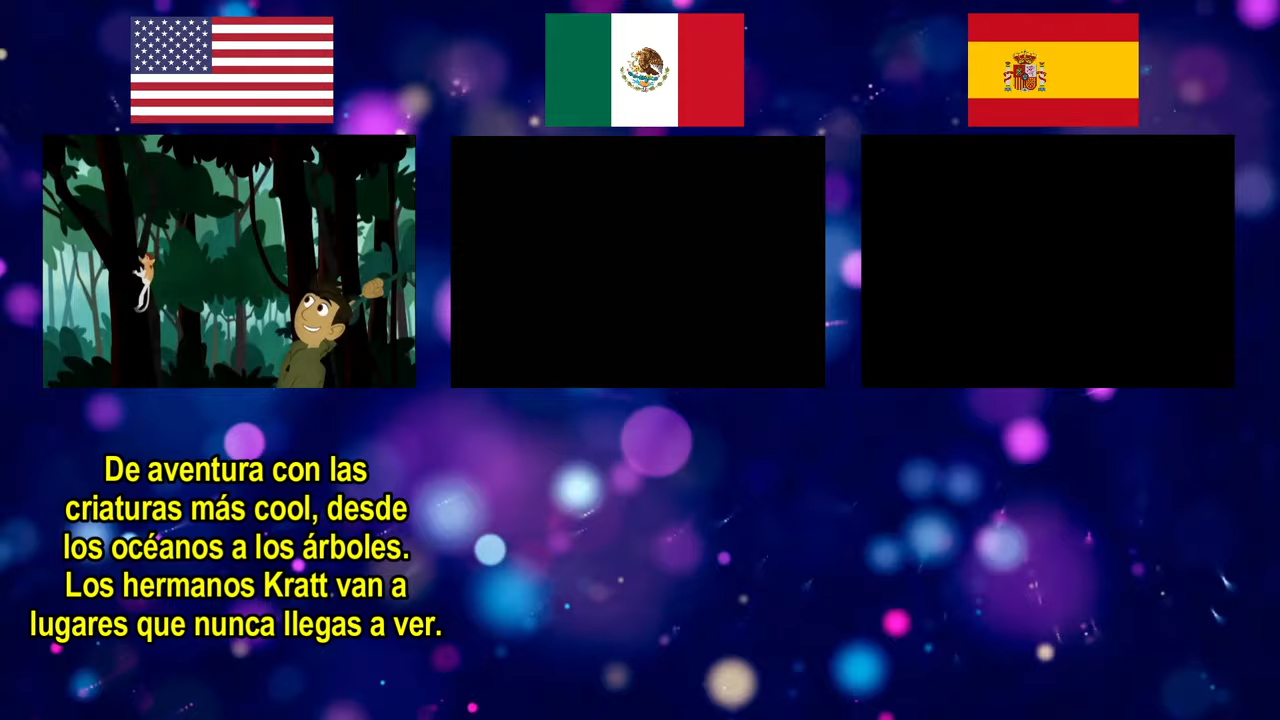 De aventura con las
criaturas más cool, desde
los océanos a los árboles.
Los hermanos Kratt van a
lugares que nunca llegas a ver.